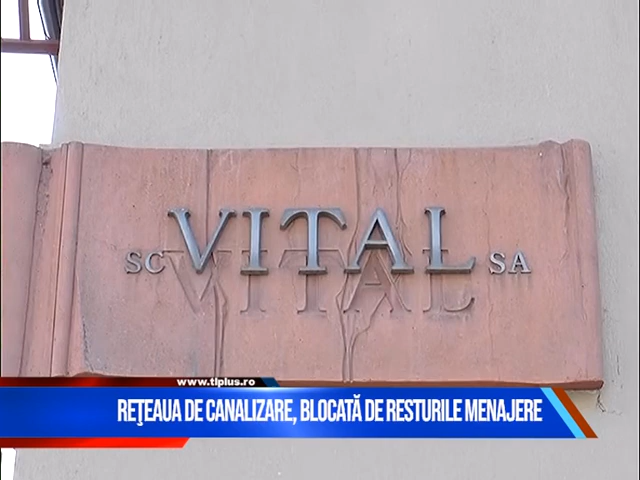 SC VITAL SA
www.tlplus.ro
REŢEAUA DE CANALIZARE, BLOCATĂ DE RESTURILE MENAJERE